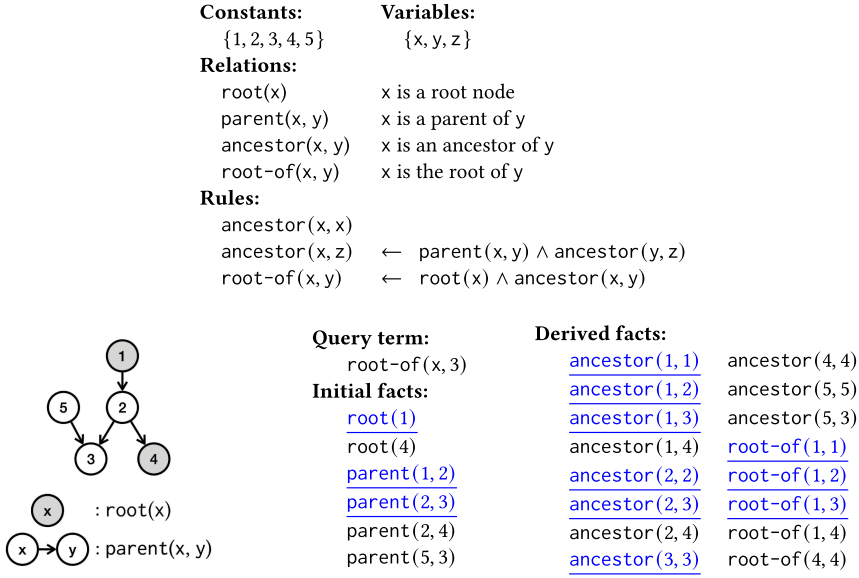 Constants: Variables:
{1, 2, 3, 4, 5} {x, y, z}
Relations:
root(x) x is a root node
parent(x, y) x is a parent of y
ancestor(x, y) x is an ancestor of y
root-of(x, y) x is the root of y
Rules:
ancestor(x, x)
ancestor(x, z) ← parent(x, y) ∧ ancestor(y, z)
root-of(x, y) ← root(x) ∧ ancestor(x, y)
1
5 2
3 4
x : root(x)
x y : parent(x, y)
Query term:
root-of(x, 3)
Initial facts:
root(1)
root(4)
parent(1, 2)
parent(2, 3)
parent(2, 4)
parent(5, 3)
Derived facts:
ancestor(1, 1) ancestor(4, 4)
ancestor(1, 2) ancestor(5, 5)
ancestor(1, 3) ancestor(5, 3)
ancestor(1, 4) root-of(1, 1)
ancestor(2, 2) root-of(1, 2)
ancestor(2, 3) root-of(1, 3)
ancestor(2, 4) root-of(1, 4)
ancestor(3, 3) root-of(4, 4)